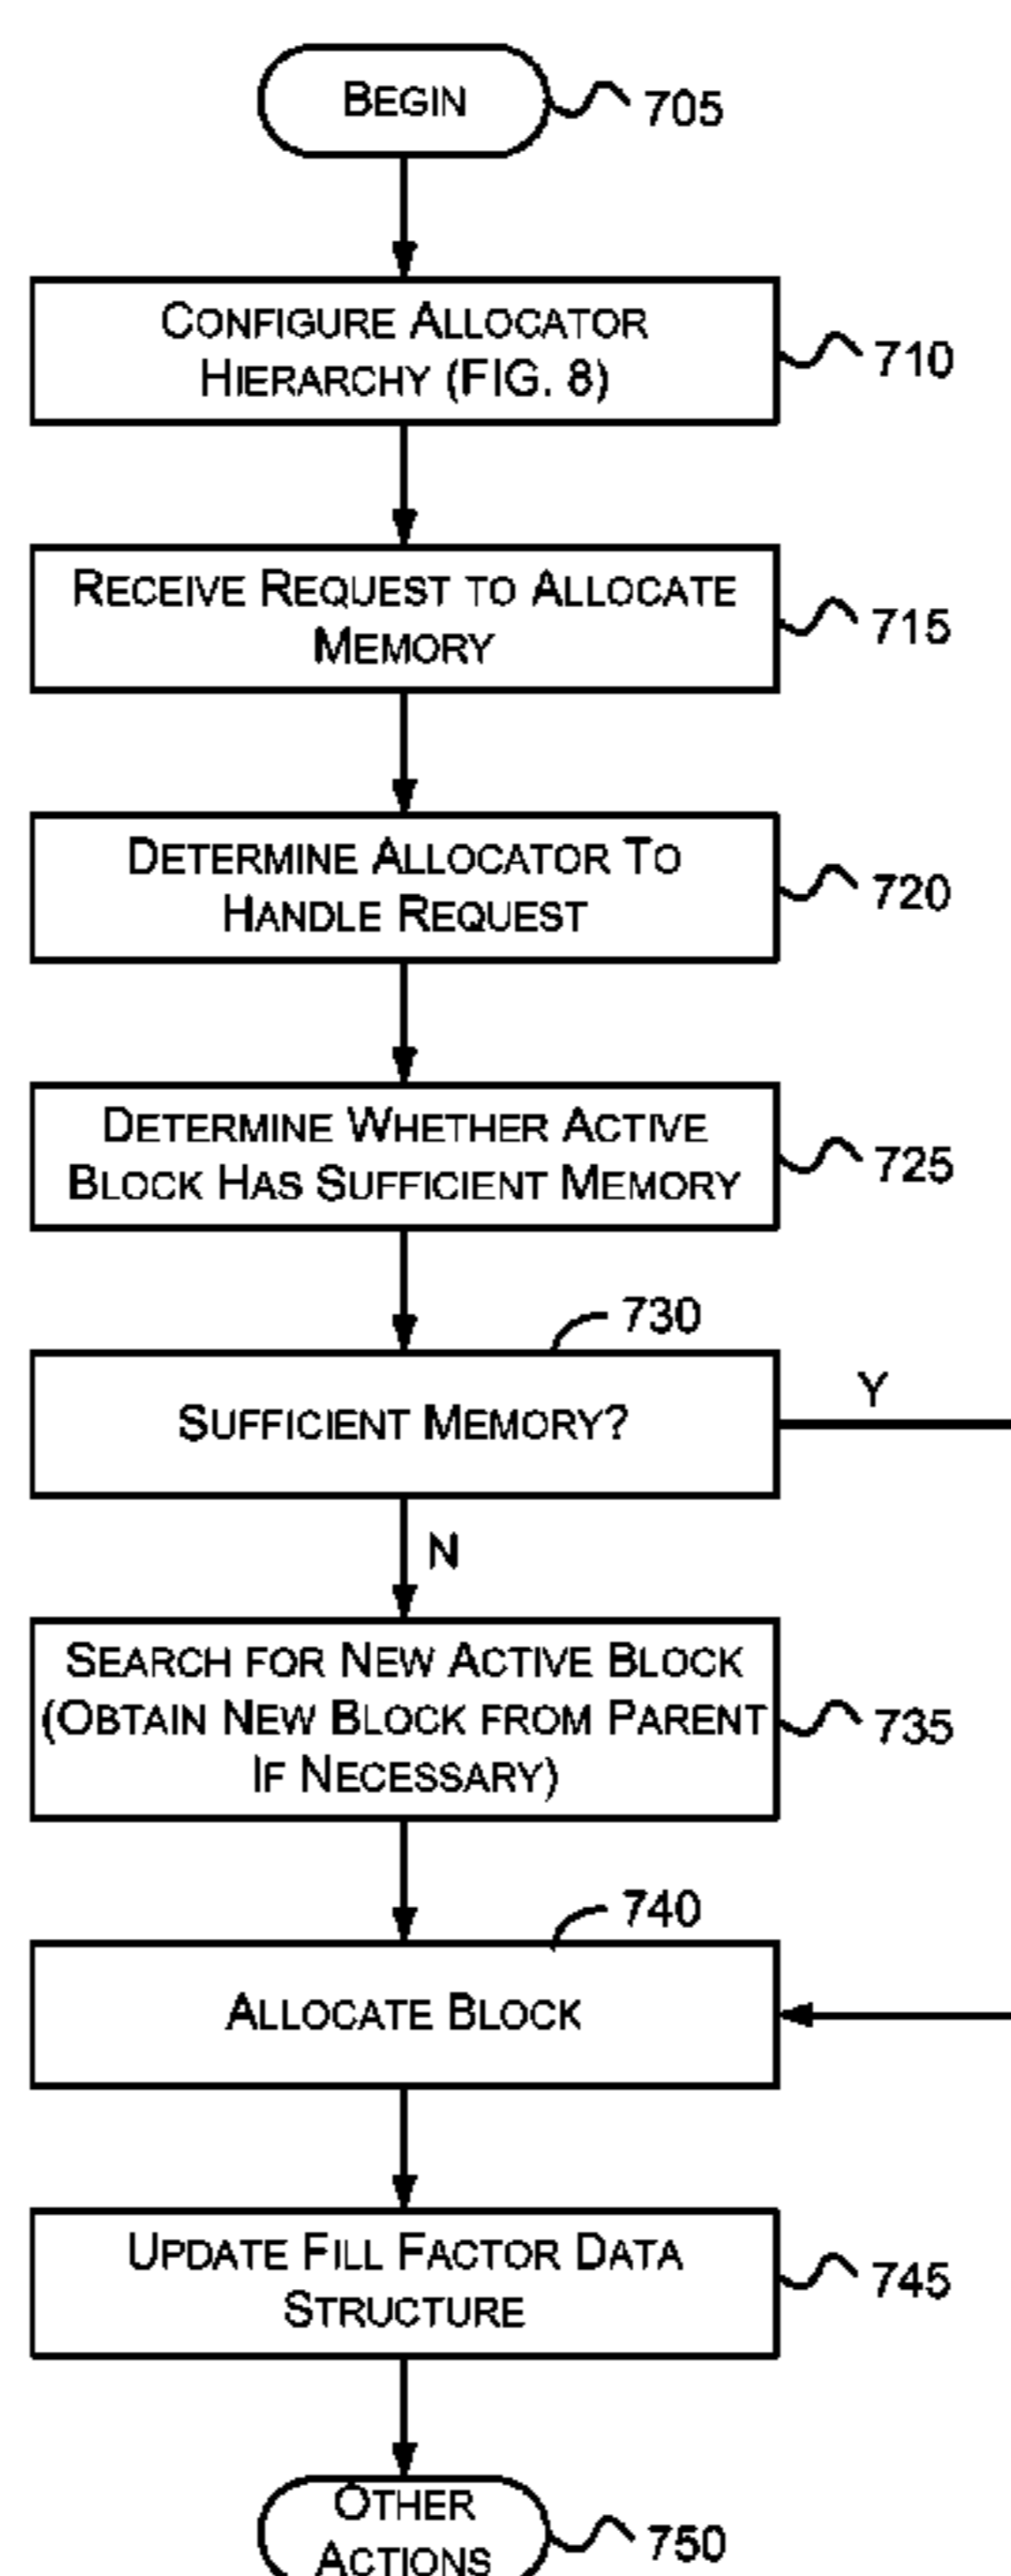 BEGIN
705
CONFIGURE ALLOCATOR
HIERARCHY (FIG. 8)
710
RECEIVE REQUEST TO ALLOCATE
MEMORY
715
DETERMINE ALLOCATOR TO
HANDLE REQUEST
720
DETERMINE WHETHER ACTIVE
BLOCK HAS SUFFICIENT MEMORY
725
730
SUFFICIENT MEMORY?
Y
N
SEARCH FOR NEW ACTIVE BLOCK
(OBTAIN NEW BLOCK FROM PARENT
IF NECESSARY)
735
740
ALLOCATE BLOCK
UPDATE FILL FACTOR DATA
STRUCTURE
745
OTHER
ACTIONS
750